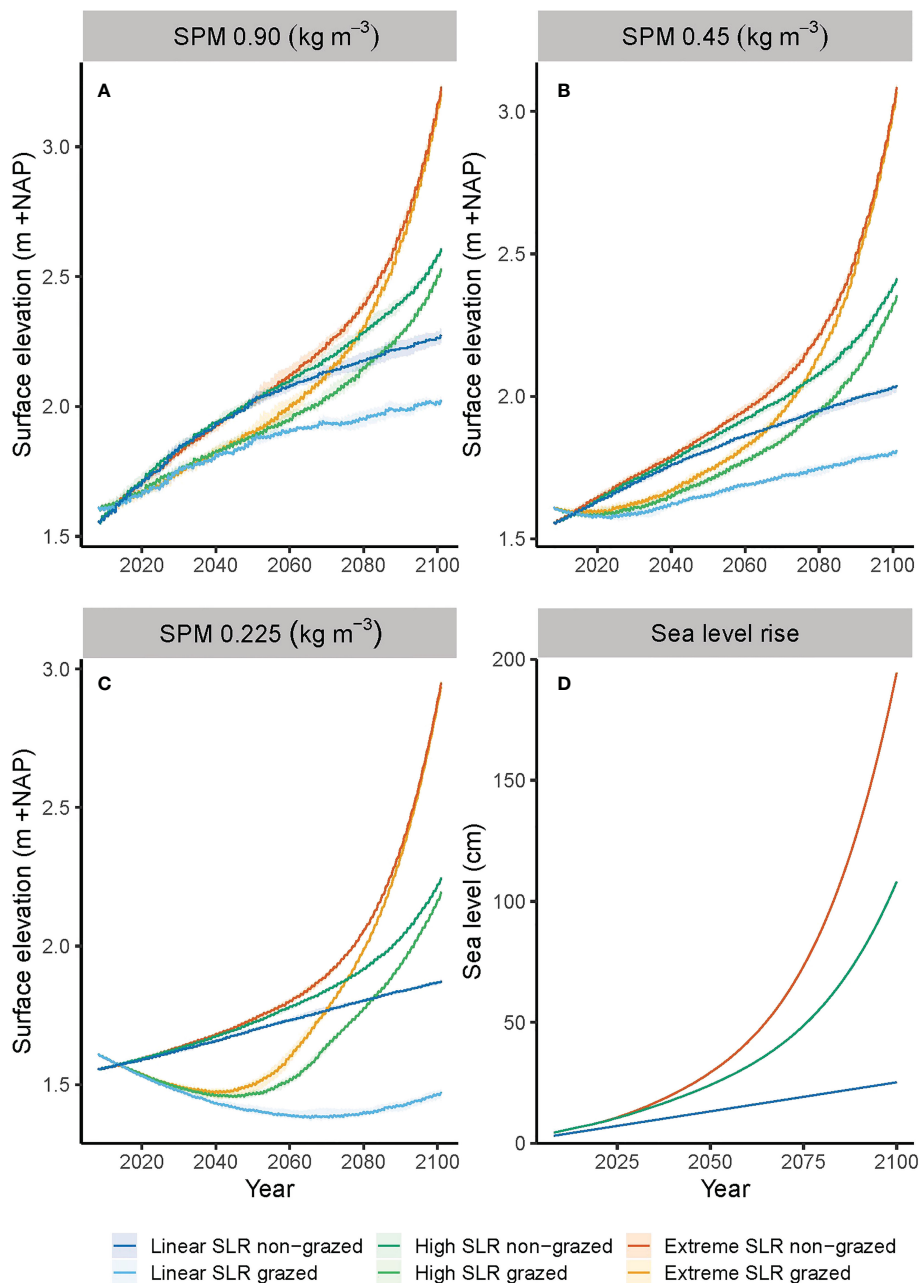 SPM 0.90 (kg m⁻³)
A
Surface elevation (m +NAP)
3.0
2.5
2.0
1.5
2020 2040 2060 2080 2100
SPM 0.45 (kg m⁻³)
B
Surface elevation (m +NAP)
3.0
2.5
2.0
1.5
2020 2040 2060 2080 2100
SPM 0.225 (kg m⁻³)
C
Surface elevation (m +NAP)
3.0
2.5
2.0
1.5
2020 2040 2060 2080 2100
Year
Sea level rise
D
Sea level (cm)
200
150
100
50
0
2025 2050 2075 2100
Year
Linear SLR non−grazed High SLR non−grazed Extreme SLR non−grazed
Linear SLR grazed High SLR grazed Extreme SLR grazed